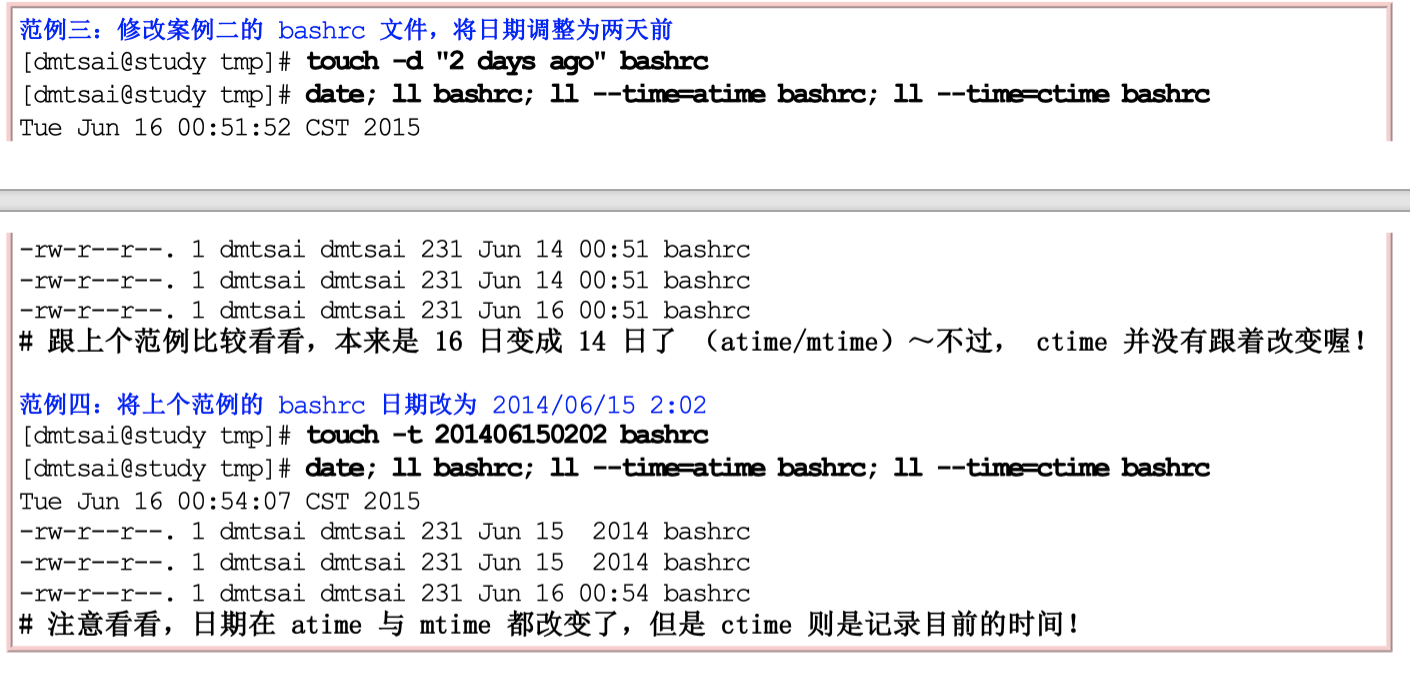 范例三：修改案例二的 bashrc 文件，将日期调整为两天前
[dmtsai@study tmp]# touch -d "2 days ago" bashrc
[dmtsai@study tmp]# date; ll bashrc; ll --time=atime bashrc; ll --time=ctime bashrc
Tue Jun 16 00:51:52 CST 2015
-rw-r--r--. 1 dmtsai dmtsai 231 Jun 14 00:51 bashrc
-rw-r--r--. 1 dmtsai dmtsai 231 Jun 14 00:51 bashrc
-rw-r--r--. 1 dmtsai dmtsai 231 Jun 16 00:51 bashrc
# 跟上个范例比较看看，本来是 16 日变成 14 日了 （atime/mtime）～不过， ctime 并没有跟着改变喔！
范例四：将上个范例的 bashrc 日期改为 2014/06/15 2:02
[dmtsai@study tmp]# touch -t 201406150202 bashrc
[dmtsai@study tmp]# date; ll bashrc; ll --time=atime bashrc; ll --time=ctime bashrc
Tue Jun 16 00:54:07 CST 2015
-rw-r--r--. 1 dmtsai dmtsai 231 Jun 15  2014 bashrc
-rw-r--r--. 1 dmtsai dmtsai 231 Jun 15  2014 bashrc
-rw-r--r--. 1 dmtsai dmtsai 231 Jun 16 00:54 bashrc
# 注意看看，日期在 atime 与 mtime 都改变了，但是 ctime 则是记录目前的时间！